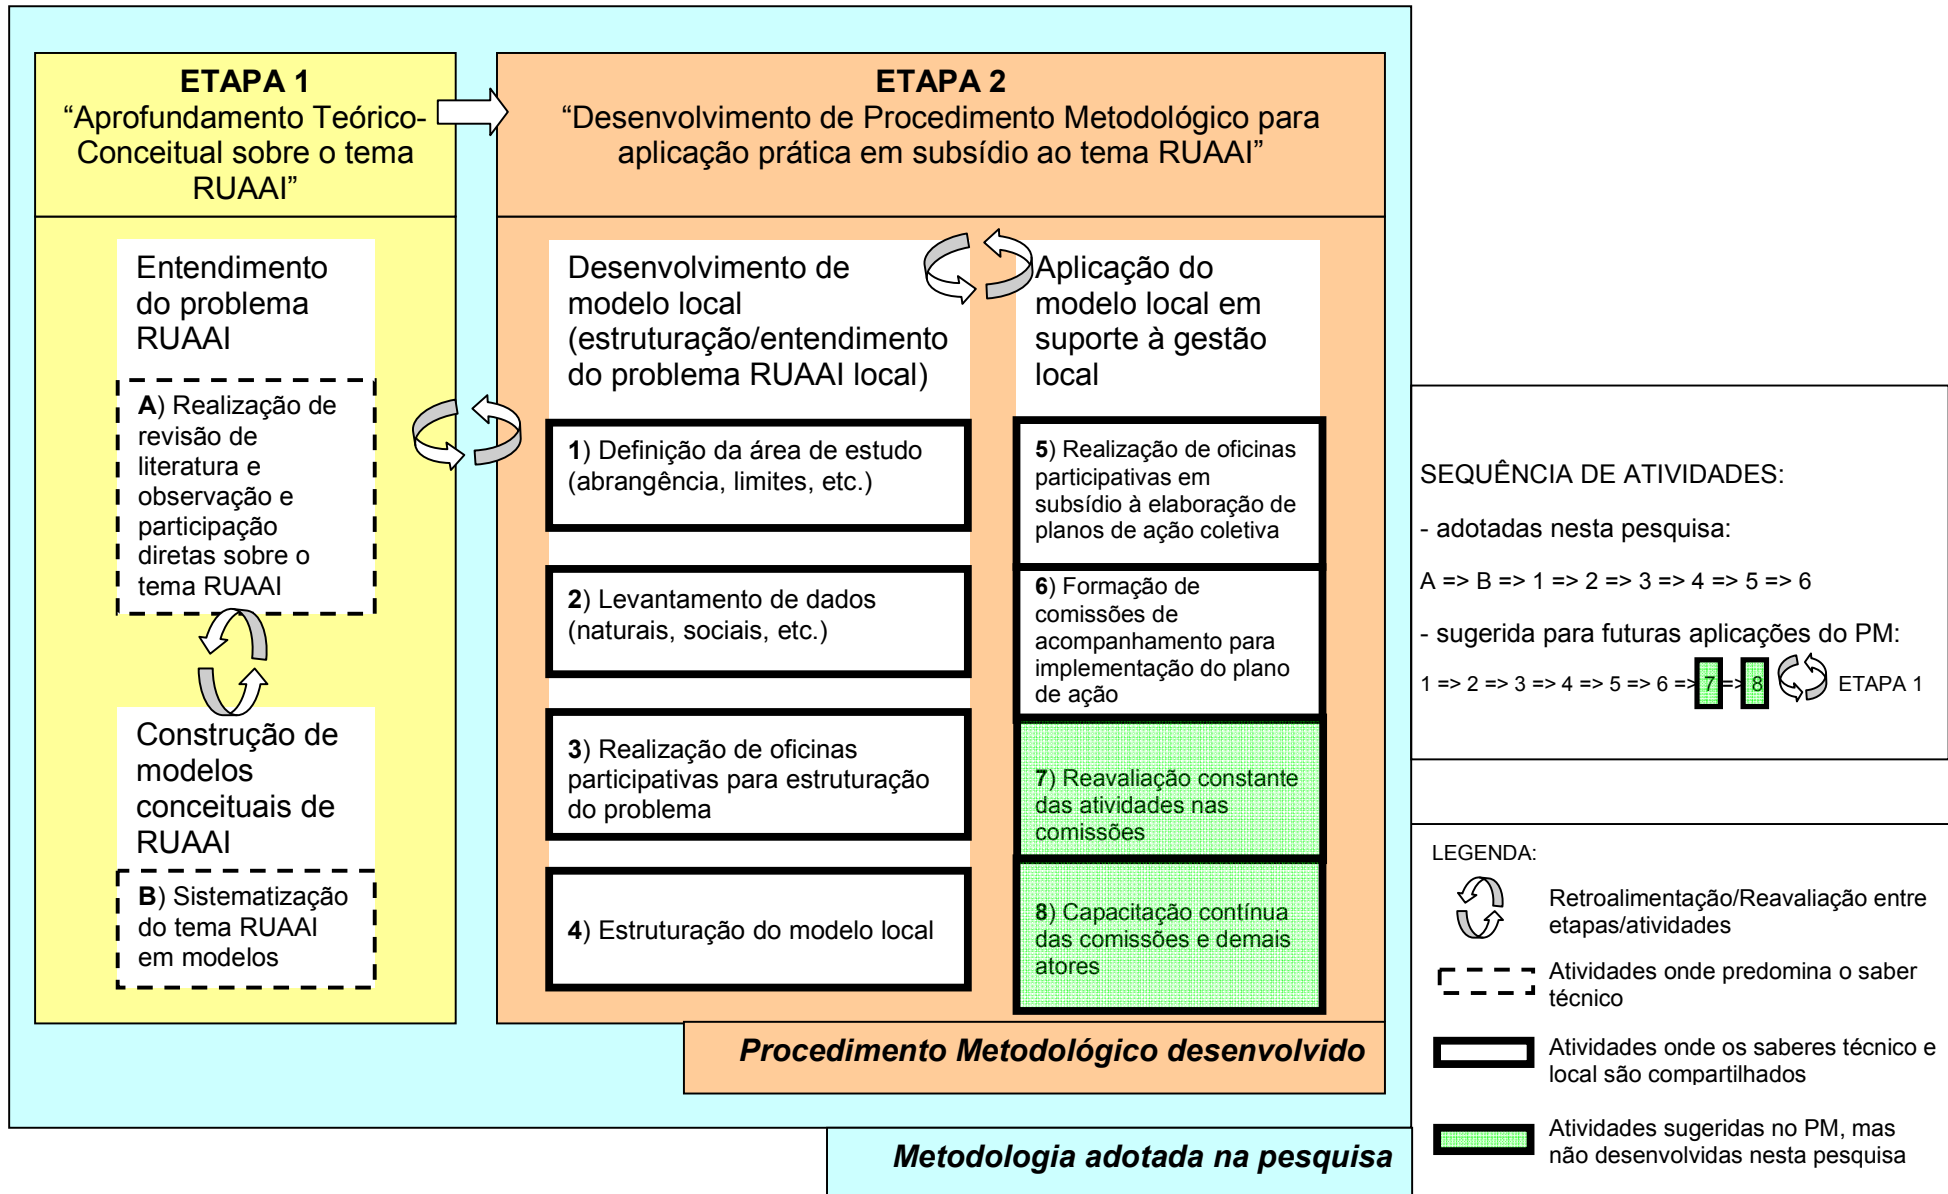 ETAPA 1
“Aprofundamento Teórico-
Conceitual sobre o tema
RUAAI”
ETAPA 2
“Desenvolvimento de Procedimento Metodológico para
aplicação prática em subsídio ao tema RUAAI”
Entendimento
do problema
RUAAI
A) Realização de
revisão de
literatura e
observação e
participação
diretas sobre o
tema RUAAI
Construção de
modelos
conceituais de
RUAAI
B) Sistematização
do tema RUAAI
em modelos
Desenvolvimento de
modelo local
(estruturação/entendimento
do problema RUAAI local)
1) Definição da área de estudo
(abrangência, limites, etc.)
2) Levantamento de dados
(naturais, sociais, etc.)
3) Realização de oficinas
participativas para estruturação
do problema
4) Estruturação do modelo local
Aplicação do
modelo local em
suporte à gestão
local
5) Realização de oficinas
participativas em
subsídio à elaboração de
planos de ação coletiva
6) Formação de
comissões de
acompanhamento para
implementação do plano
de ação
7) Reavaliação constante
das atividades nas
comissões
8) Capacitação contínua
das comissões e demais
atores
Procedimento Metodológico desenvolvido
Metodologia adotada na pesquisa
SEQUÊNCIA DE ATIVIDADES:
- adotadas nesta pesquisa:
A => B => 1 => 2 => 3 => 4 => 5 => 6
- sugerida para futuras aplicações do PM:
1 => 2 => 3 => 4 => 5 => 6 => 7 => 8 ETAPA 1
LEGENDA:
Retroalimentação/Reavaliação entre
etapas/atividades
Atividades onde predomina o saber
técnico
Atividades onde os saberes técnico e
local são compartilhados
Atividades sugeridas no PM, mas
não desenvolvidas nesta pesquisa